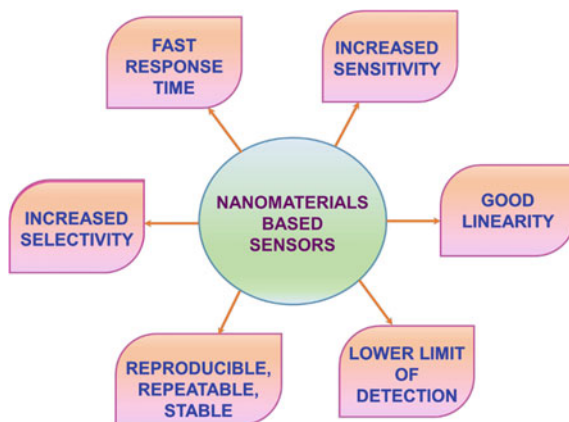 FAST
RESPONSE
TIME
INCREASED
SENSITIVITY
INCREASED
SELECTIVITY
NANOMATERIALS
BASED
SENSORS
GOOD
LINEARITY
REPRODUCIBLE,
REPEATABLE,
STABLE
LOWER LIMIT
OF
DETECTION